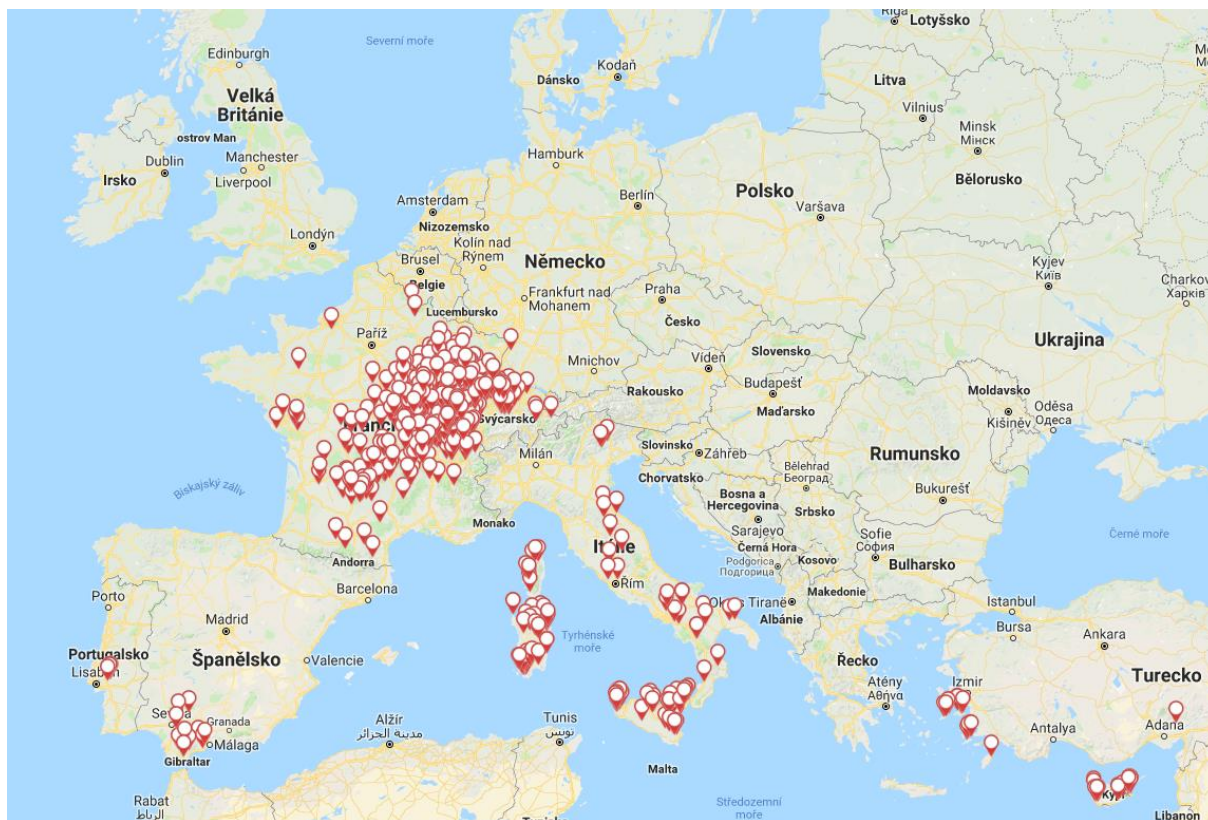 Rīga
Lotyšsko
Severní moře
Edinburgh
Kodaň
Dánsko
Litva
Velká
Británie
Vilnius
Minsk
Мінск
ostrov Man
Dublin
Manchester
Hamburk
Irsko
Liverpool
Bělorusko
Polsko
Berlín
Amsterdam
Varšava
Nizozemsko
Londýn
Kolín nad
Rýnem
Brusel
Německo
Kyjev
Київ
Belgie
Charkov
Харків
Frankfurt nad
Mohanem
Praha
Lucembursko
Česko
Paříž
Ukrajina
Slovensko
Mnichov
Vídeň
Rakousko
Budapešť
Moldavsko
Maďarsko
Oděsa
Одеса
Kišiněv
Švýcarsko
Slovinsko
Záhřeb
Milán
Rumunsko
Chorvatsko
Bělehrad
Београд
Biskajský záliv
Bosna a
Hercegovina
Bukurešť
Srbsko
Monako
Sarajevo
Sofie
София
Černé moře
Itálie
Černá Hora
Kosovo
Podgorica
Подгорица
Bulharsko
Andorra
Řím
Makedonie
Porto
Barcelona
Tiranë
Istanbul
Albánie
Madrid
Bursa
Ankara
Tyrhénské
moře
Portugalsko
Španělsko
Valencie
Řecko
Turecko
Atény
Αθήνα
Izmir
Granada
Alžír
الجزائر
مدينة
Tunis
تونس
Antalya
Adana
Málaga
Gibraltar
Malta
Rabat
الرباط
Středozemní
moře
Libanon